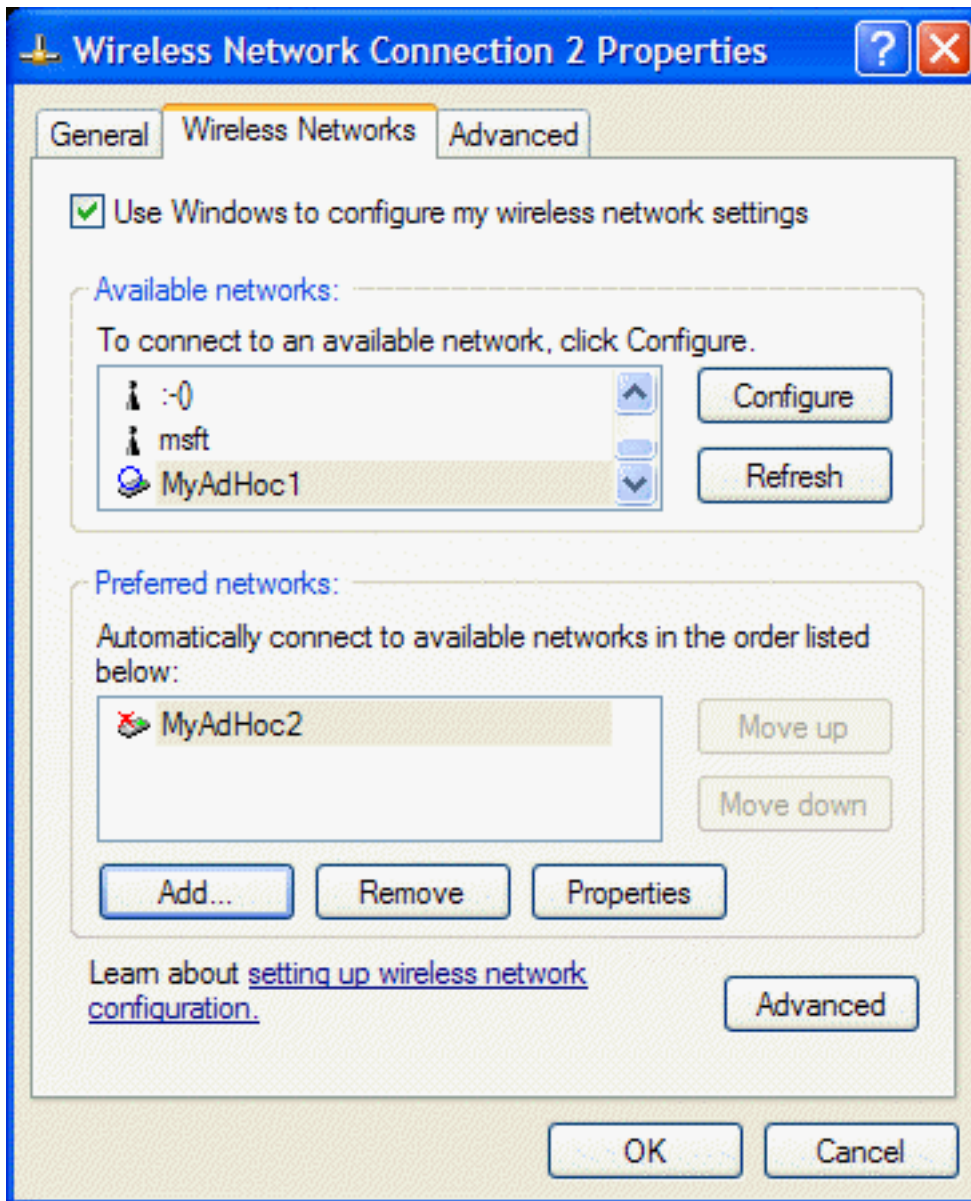 Wireless Network Connection 2 Properties
General Wireless Networks Advanced
Use Windows to configure my wireless network settings
Available networks:
To connect to an available network, click Configure.
:-()
msft
MyAdHoc1
Configure
Refresh
Preferred networks:
Automatically connect to available networks in the order listed
below:
MyAdHoc2
Move up
Move down
Add... Remove Properties
Learn about setting up wireless network
configuration.
Advanced
OK Cancel